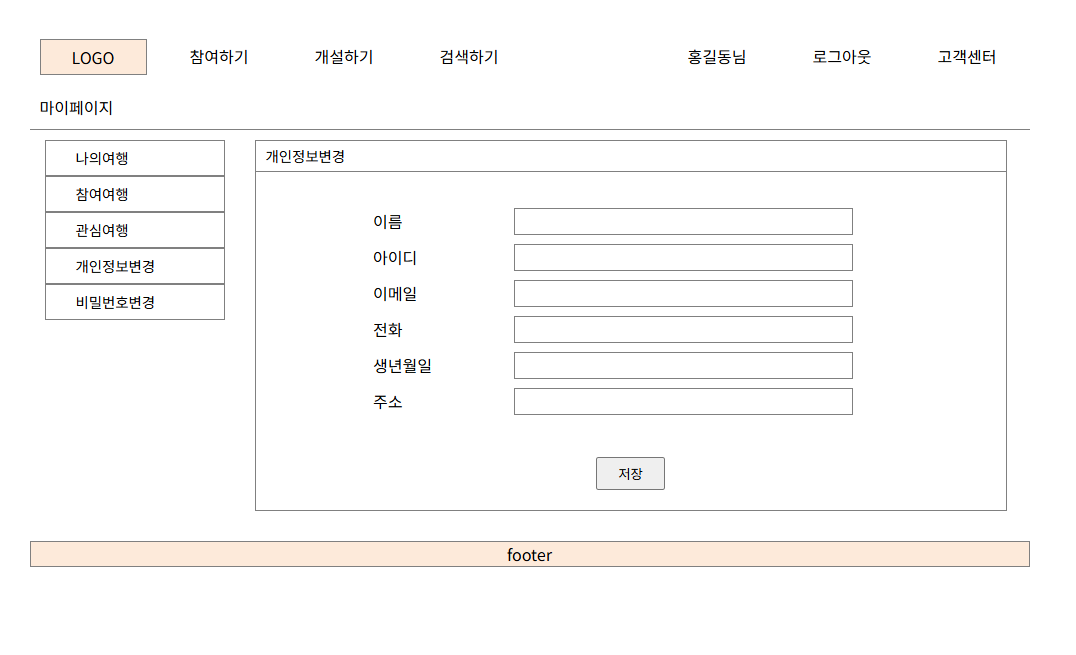 LOGO 참여하기 개설하기 검색하기 홍길동님 로그아웃 고객센터
마이페이지
나의여행
참여여행
관심여행
개인정보변경
비밀번호변경
개인정보변경
이름
아이디
이메일
전화
생년월일
주소
저장
footer